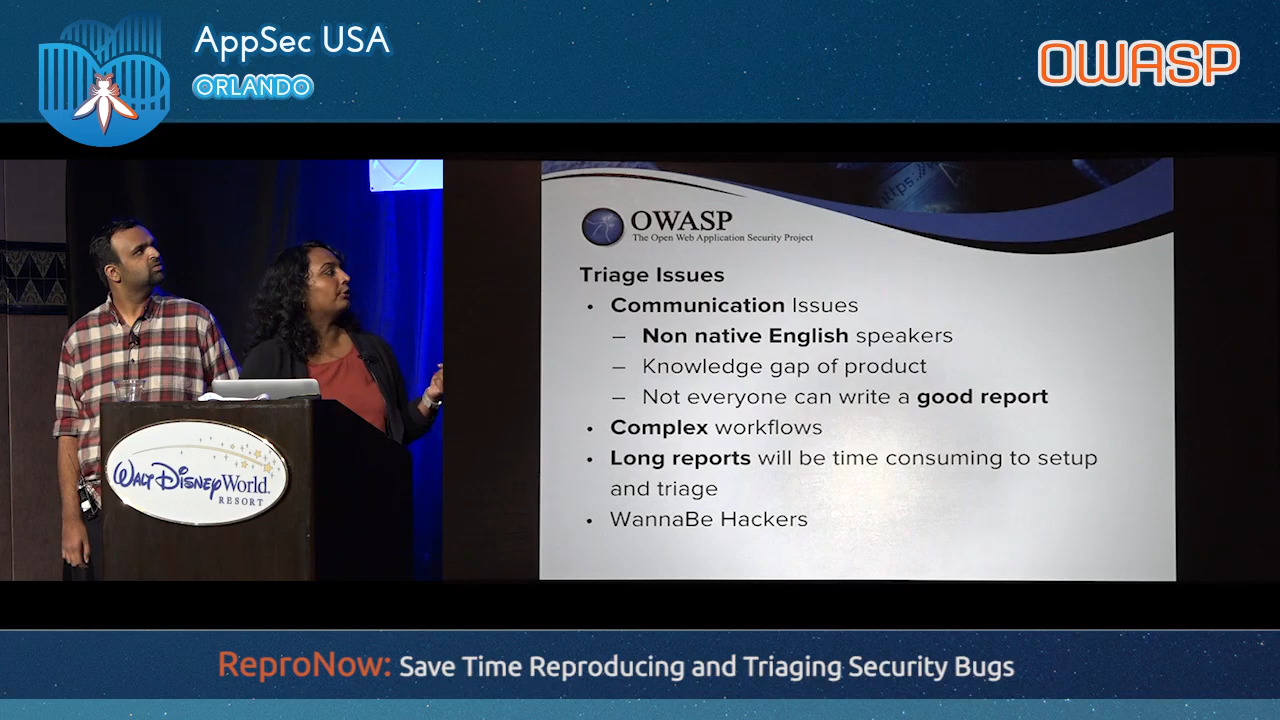 AppSec USA
ORLANDO
OWASP
https://
OWASP
The Open Web Application Security Project
Triage Issues
• Communication Issues
– Non native English speakers
– Knowledge gap of product
– Not everyone can write a good report
• Complex workflows
• Long reports will be time consuming to setup
and triage
• WannaBe Hackers
WALT DISNEY World
RESORT
ReproNow: Save Time Reproducing and Triaging Security Bugs